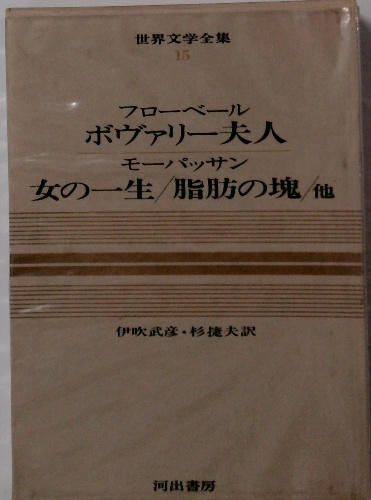 世界文学全集
15
フローベール
ボヴァリー夫人
モーパッサン
女の一生/脂肪の塊/他
伊吹武彦・杉捷夫訳
河出書房